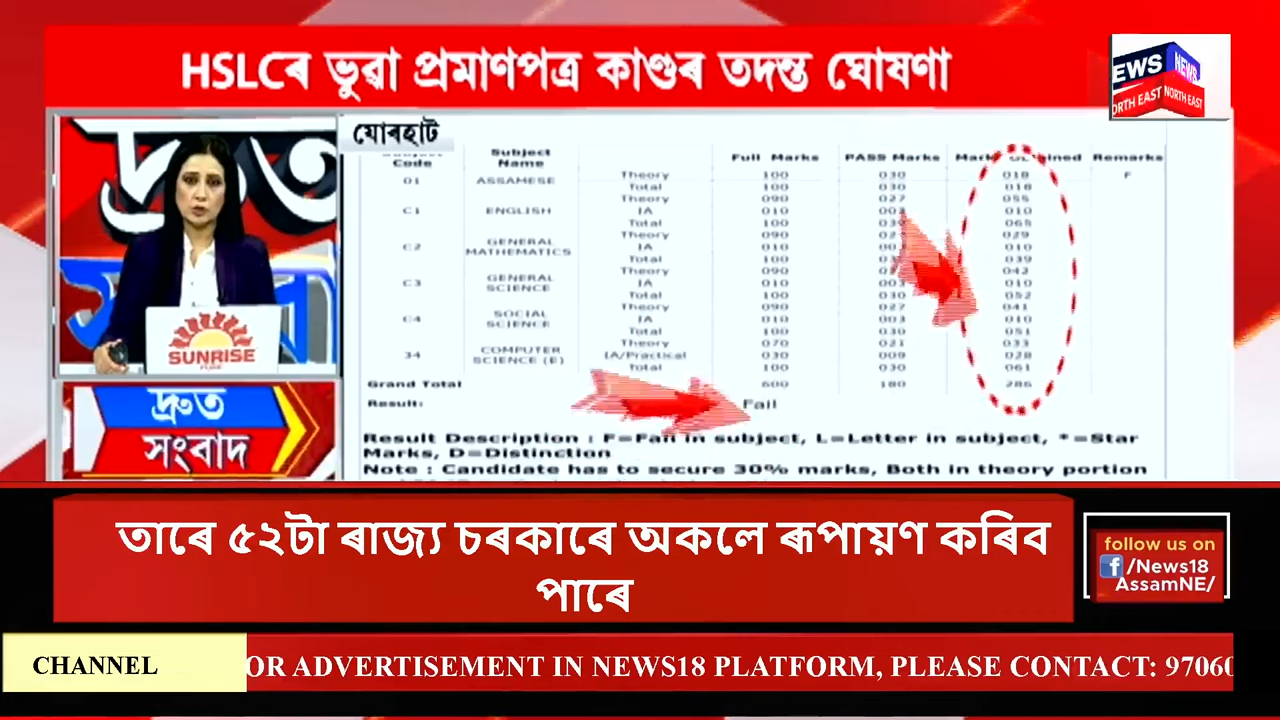 HSLCৰ ভুৱা প্ৰমাণপত্ৰ কাণ্ডৰ তদন্ত ঘোষণা
EWS NEWS
ORTH EAST NORTH EAST
যোৰহাট
দ্ৰুত
SUNRISE
দ্ৰুত
সংবাদ
Code Subject Name Full Marks PASS Marks Remarks
01 ASSAMESE Theory 100 030 018 F
Total 100 030 018
Theory 090 027 055
C1 ENGLISH IA 010 010
Total 100 065
Theory 090 029
C2 GENERAL MATHEMATICS IA 010 010
Total 100 039
Theory 090 042
C3 GENERAL SCIENCE IA 010 003 010
Total 100 030 052
Theory 090 027 041
C4 SOCIAL SCIENCE IA 010 003 010
Total 100 030 051
Theory 070 021 033
34 COMPUTER SCIENCE (E) IA/Practical 030 009 028
Total 100 030 061
Grand Total 600 180 286
Result: Fail
Result Description : F=Fail in subject, L=Letter in subject, *=Star
Marks, D=Distinction
Note : Candidate has to secure 30% marks, Both in theory portion
তাৰে ৫২টা ৰাজ্য চৰকাৰে অকলে ৰূপায়ণ কৰিব
পাৰে
follow us on
f/News18
AssamNE/
CHANNEL OR ADVERTISEMENT IN NEWS18 PLATFORM, PLEASE CONTACT: 97060